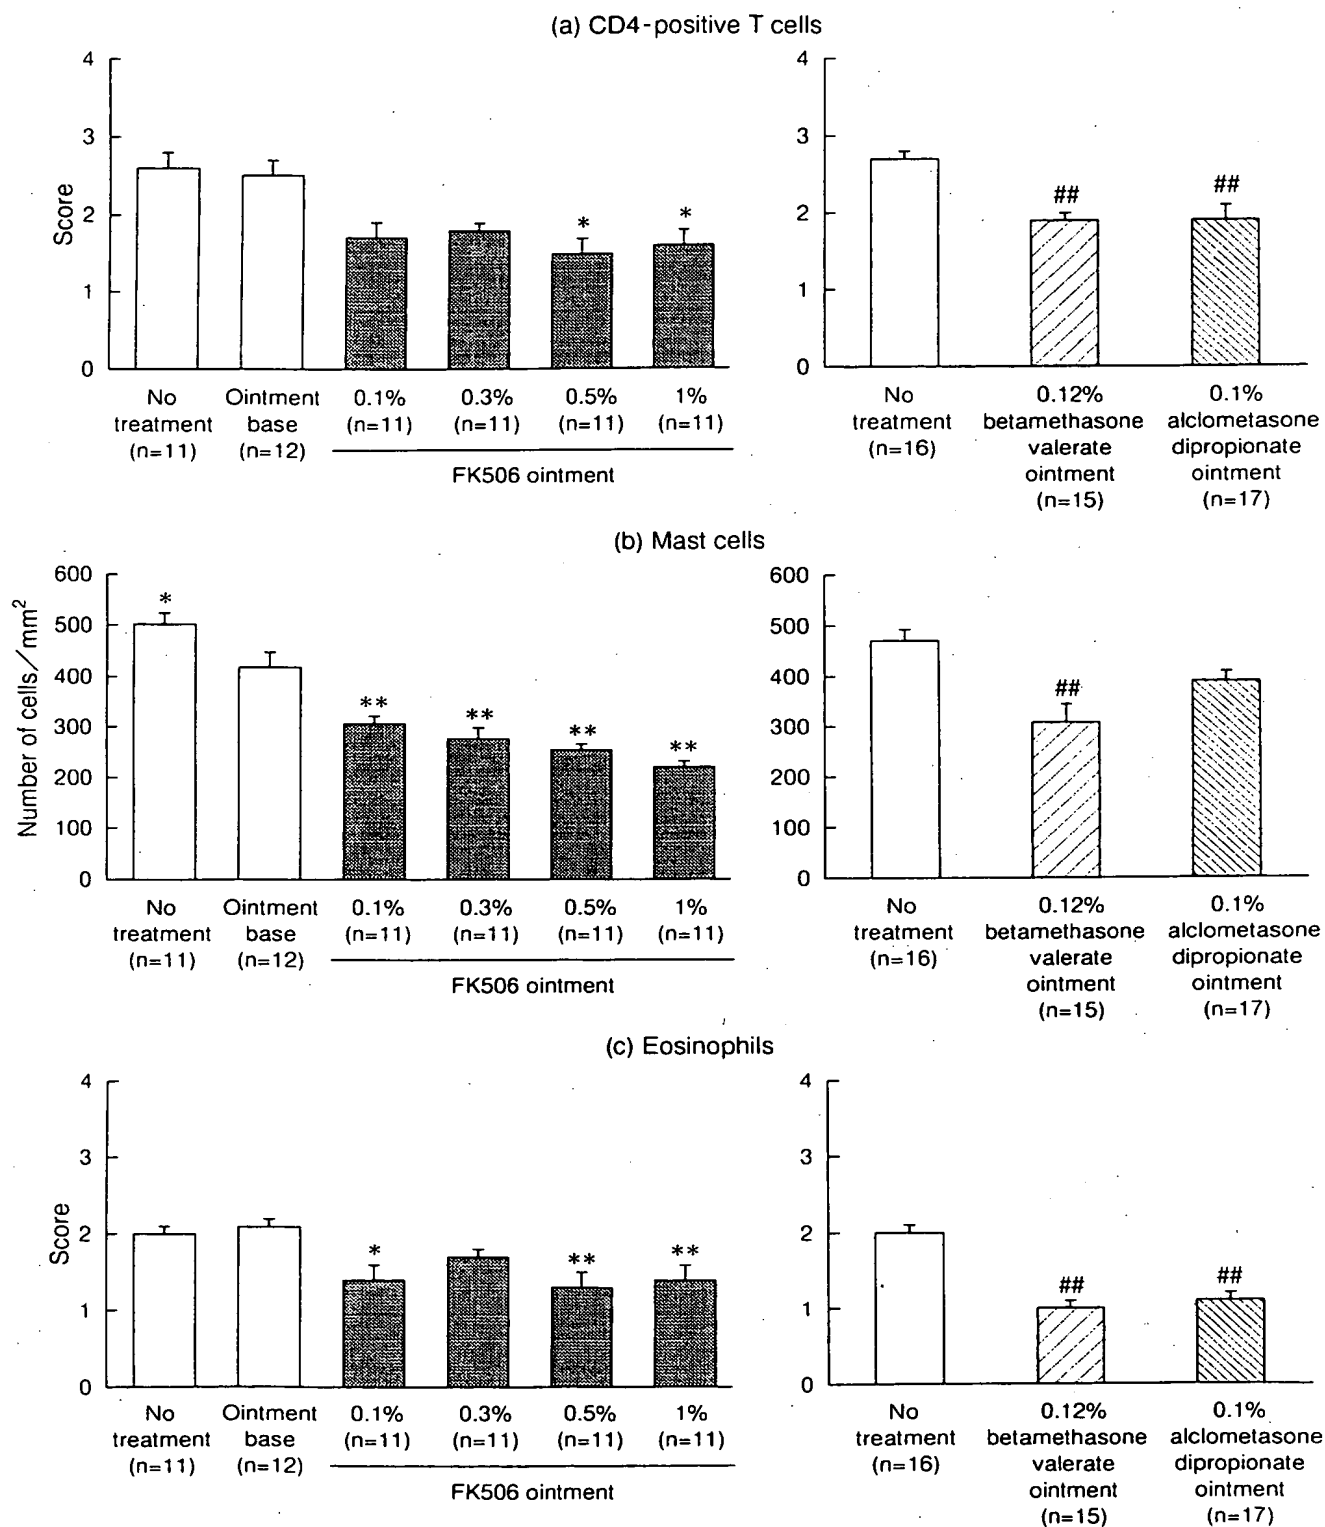 (a) CD4-positive T cells
4
3
2
1
0
Score
* *
No treatment (n=11)
Ointment base (n=12)
0.1% (n=11)
0.3% (n=11)
0.5% (n=11)
1% (n=11)
FK506 ointment
4
3
2
1
0
## ##
No treatment (n=16)
0.12% betamethasone valerate ointment (n=15)
0.1% alclometasone dipropionate ointment (n=17)
(b) Mast cells
600
500
400
300
200
100
0
Number of cells/mm²
* ** ** ** **
No treatment (n=11)
Ointment base (n=12)
0.1% (n=11)
0.3% (n=11)
0.5% (n=11)
1% (n=11)
FK506 ointment
600
500
400
300
200
100
0
##
No treatment (n=16)
0.12% betamethasone valerate ointment (n=15)
0.1% alclometasone dipropionate ointment (n=17)
(c) Eosinophils
4
3
2
1
0
Score
* ** **
No treatment (n=11)
Ointment base (n=12)
0.1% (n=11)
0.3% (n=11)
0.5% (n=11)
1% (n=11)
FK506 ointment
4
3
2
1
0
## ##
No treatment (n=16)
0.12% betamethasone valerate ointment (n=15)
0.1% alclometasone dipropionate ointment (n=17)